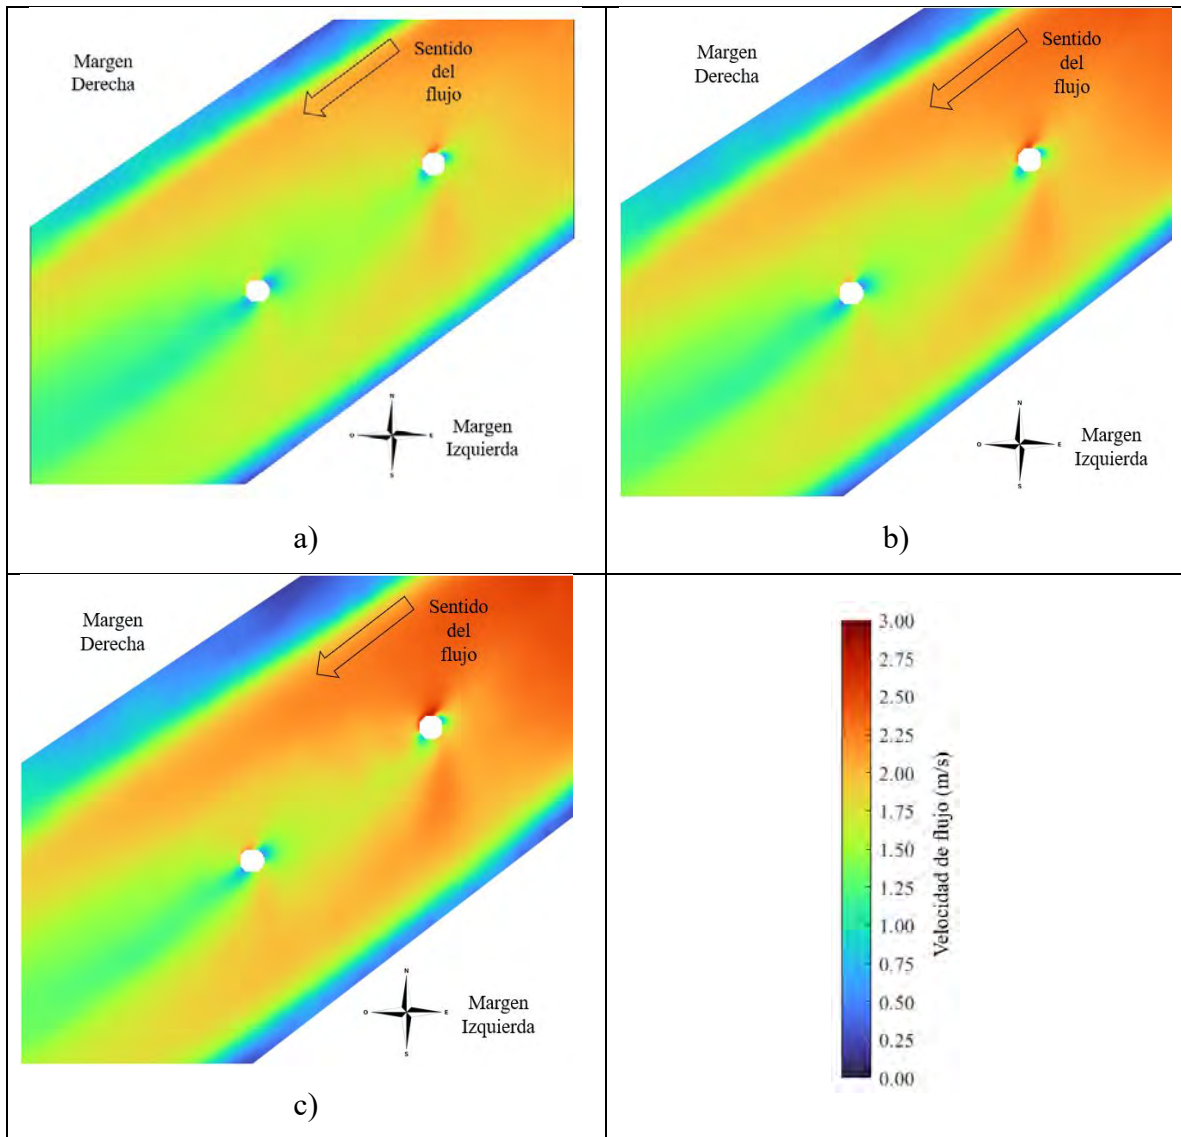 Margen
Derecha
Sentido
del
flujo
N
O
E
S
Margen
Izquierda
a)
Margen
Derecha
Sentido
del
flujo
N
O
E
S
Margen
Izquierda
b)
Margen
Derecha
Sentido
del
flujo
N
O
E
S
Margen
Izquierda
c)
3.00
2.75
2.50
2.25
2.00
1.75
1.50
1.25
1.00
0.75
0.50
0.25
0.00
Velocidad de flujo (m/s)